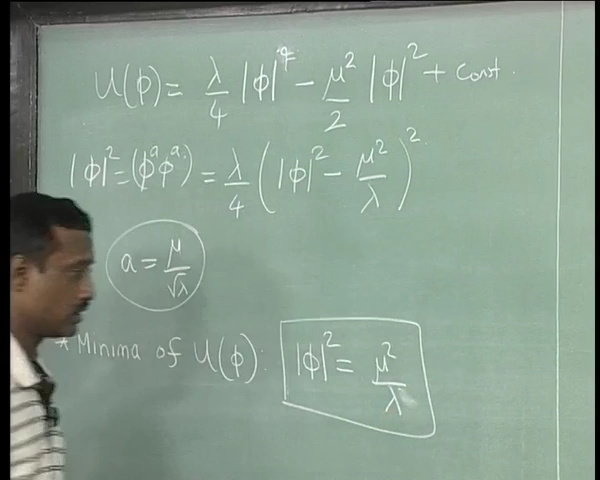 U(φ) = λ/4 |φ|⁴ − μ²/2 |φ|² + Const.
|φ|² = (φᵃφᵃ) = λ/4 (|φ|² − μ²/λ)²
a = μ/√λ
* Minima of U(φ): |φ|² = μ²/λ